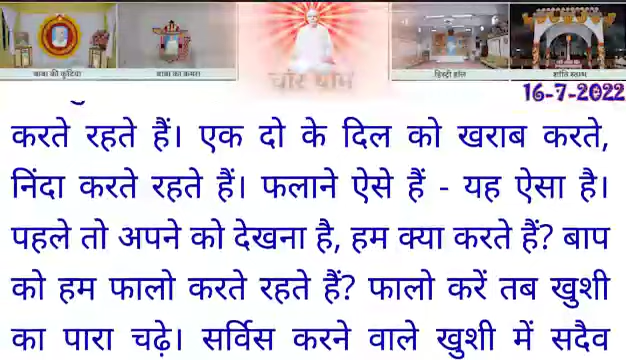 बाबा की कुटिया
बाबा का कमरा
चार धाम
हिस्ट्री हॉल
शांति स्तम्भ
16-7-2022
करते रहते हैं। एक दो के दिल को खराब करते,
निंदा करते रहते हैं। फलाने ऐसे हैं - यह ऐसा है।
पहले तो अपने को देखना है, हम क्या करते हैं? बाप
को हम फालो करते रहते हैं? फालो करें तब खुशी
का पारा चढ़े। सर्विस करने वाले खुशी में सदैव